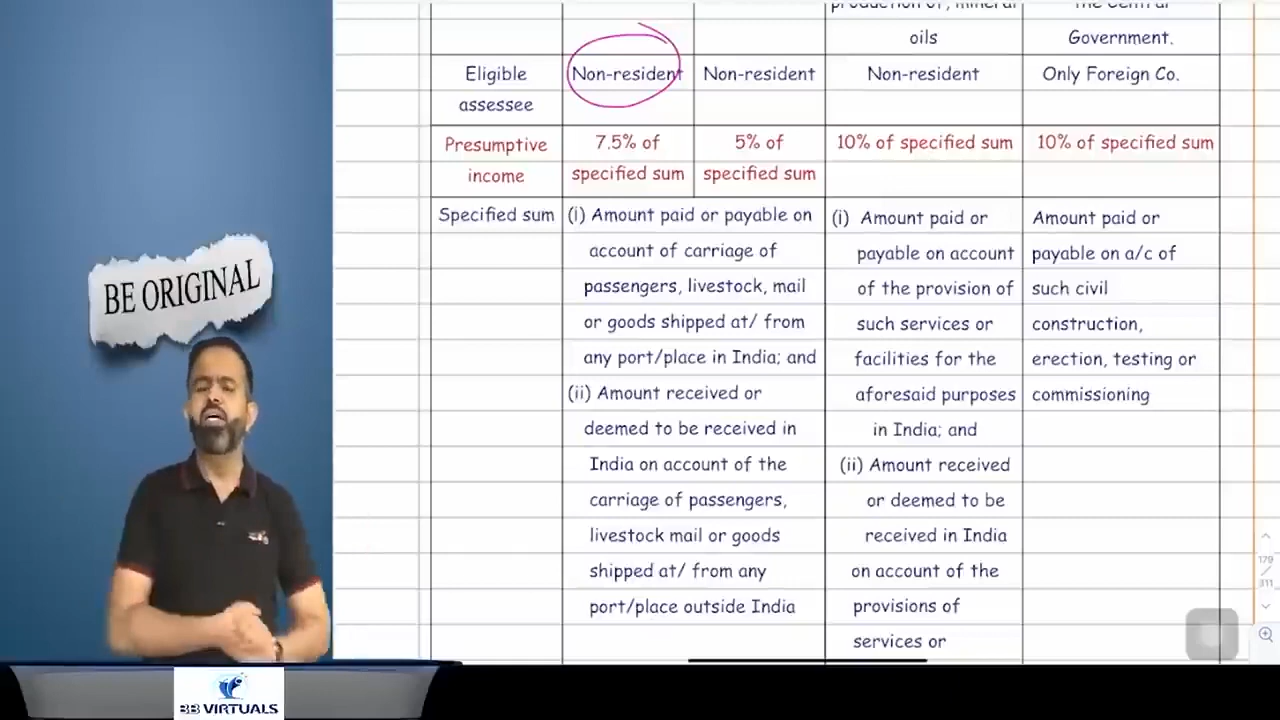 BE ORIGINAL
BB VIRTUALS
production of, mineral
oils
the Central
Government.
Eligible
assessee
Non-resident
Non-resident
Non-resident
Only Foreign Co.
Presumptive
income
7.5% of
specified sum
5% of
specified sum
10% of specified sum
10% of specified sum
Specified sum
(i) Amount paid or payable on
account of carriage of
passengers, livestock, mail
or goods shipped at/ from
any port/place in India; and
(ii) Amount received or
deemed to be received in
India on account of the
carriage of passengers,
livestock mail or goods
shipped at/ from any
port/place outside India
(i) Amount paid or
payable on account
of the provision of
such services or
facilities for the
aforesaid purposes
in India; and
(ii) Amount received
or deemed to be
received in India
on account of the
provisions of
services or
Amount paid or
payable on a/c of
such civil
construction,
erection, testing or
commissioning
179
/
311